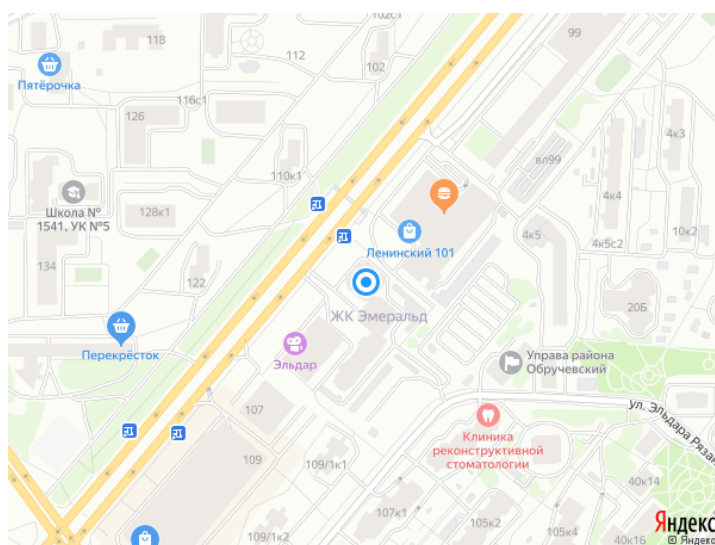 102с1
118
99
112
102
Пятёрочка
116с1
126
4к3
вл99
110к1
4к4
Школа №
1541, УК №5
128к1
10к2
4к5
4к5с2
Ленинский 101
134
122
20Б
ЖК Эмеральд
Перекрёсток
Эльдар
Управа района
Обручевский
ул. Эльдара Рязан
107
Клиника
реконструктивной
стоматологии
109
109/1к1
40к14
107к1
105к2
105к4
109/1к2
40к16
Яндекс
© Яндекс